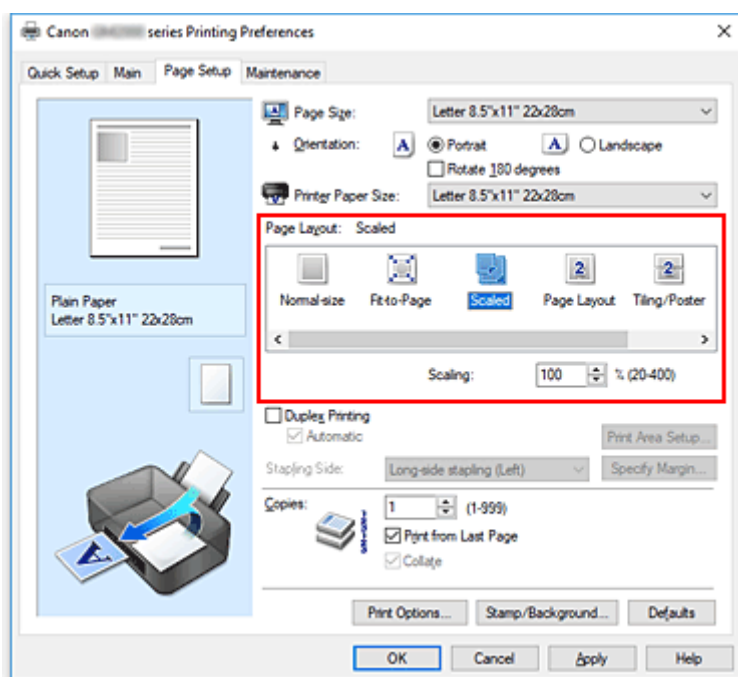 Canon series Printing Preferences
Quick Setup Main Page Setup Maintenance
Page Size: Letter 8.5"x11" 22x28cm
Orientation: A Portrait A Landscape
Rotate 180 degrees
Printer Paper Size: Letter 8.5"x11" 22x28cm
Page Layout: Scaled
Normal-size Fit-to-Page Scaled 2 Page Layout 2 Tiling/Poster
Scaling: 100 % (20-400)
Plain Paper
Letter 8.5"x11" 22x28cm
Duplex Printing
Automatic
Print Area Setup...
Stapling Side: Long-side stapling (Left) Specify Margin...
Copies: 1 (1-999)
Print from Last Page
Collate
A
Print Options... Stamp/Background... Defaults
OK Cancel Apply Help